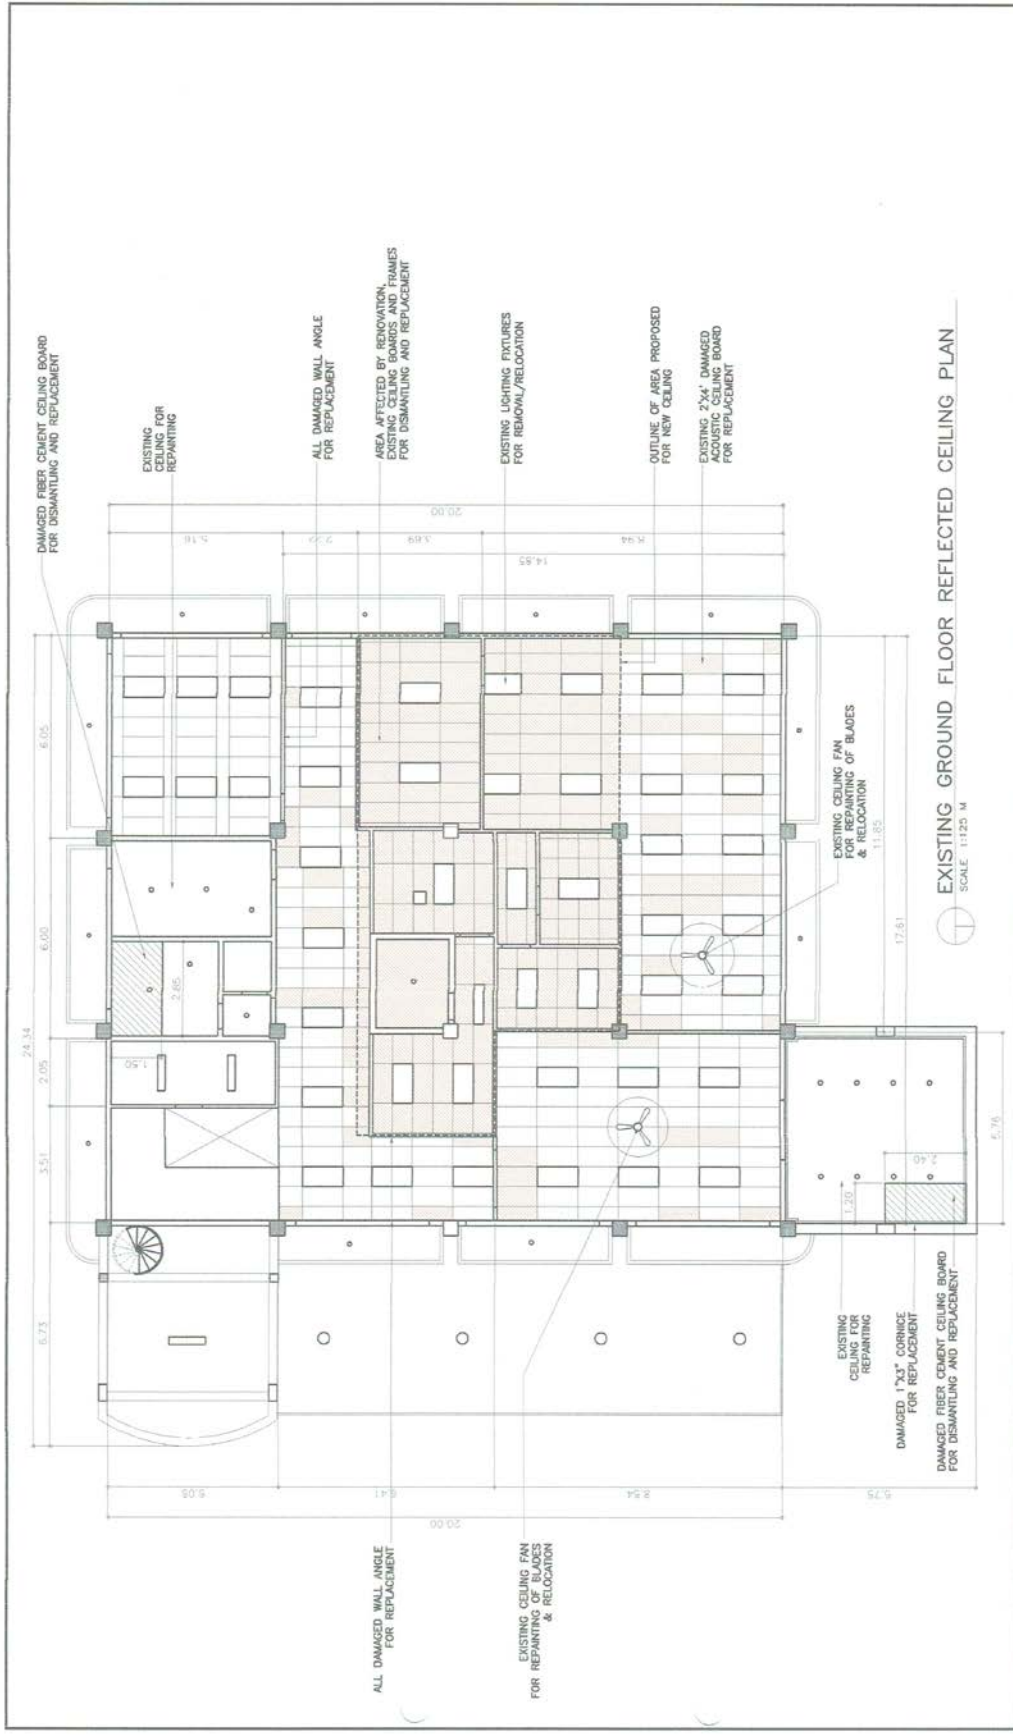 24.34
6.73
3.51
2.05
6.00
6.05
DAMAGED FIBER CEMENT CEILING BOARD
FOR DISMANTLING AND REPLACEMENT
EXISTING
CEILING FOR
REPAINTING
1.50
2.85
ALL DAMAGED WALL ANGLE
FOR REPLACEMENT
AREA AFFECTED BY RENOVATION,
EXISTING CEILING BOARDS AND FRAMES
FOR DISMANTLING AND REPLACEMENT
EXISTING LIGHTING FIXTURES
FOR REMOVAL/RELOCATION
OUTLINE OF AREA PROPOSED
FOR NEW CEILING
EXISTING 2'X4' DAMAGED
ACOUSTIC CEILING BOARD
FOR REPLACEMENT
5.16
3.89
8.94
14.85
20.00
ALL DAMAGED WALL ANGLE
FOR REPLACEMENT
EXISTING CEILING FAN
FOR REPAINTING OF BLADES
& RELOCATION
5.08
6.41
8.54
5.75
20.00
EXISTING CEILING FAN
FOR REPAINTING OF BLADES
& RELOCATION
11.85
17.61
5.76
1.20
2.40
EXISTING
CEILING FOR
REPAINTING
DAMAGED 1"X3" CORNICE
FOR REPLACEMENT
DAMAGED FIBER CEMENT CEILING BOARD
FOR DISMANTLING AND REPLACEMENT
EXISTING GROUND FLOOR REFLECTED CEILING PLAN
SCALE 1:125 M